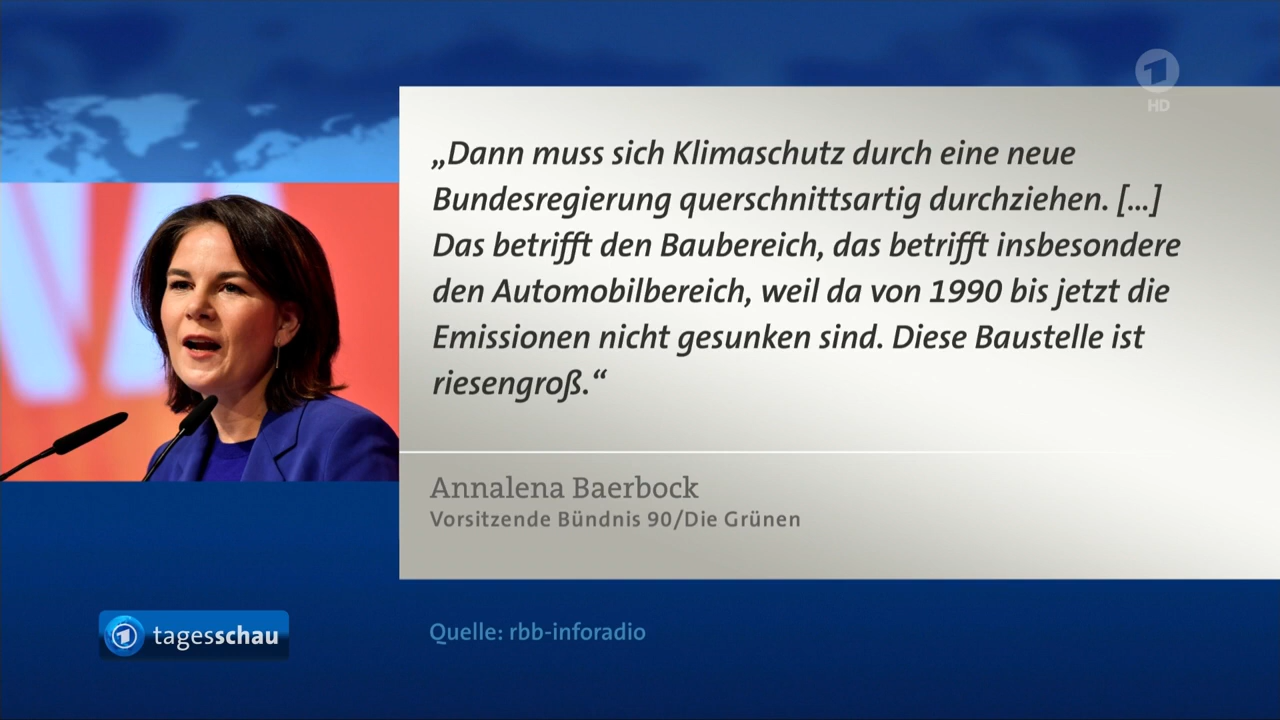 HD
„Dann muss sich Klimaschutz durch eine neue
Bundesregierung querschnittsartig durchziehen. [...]
Das betrifft den Baubereich, das betrifft insbesondere
den Automobilbereich, weil da von 1990 bis jetzt die
Emissionen nicht gesunken sind. Diese Baustelle ist
riesengroß.“
Annalena Baerbock
Vorsitzende Bündnis 90/Die Grünen
tagesschau
Quelle: rbb-inforadio